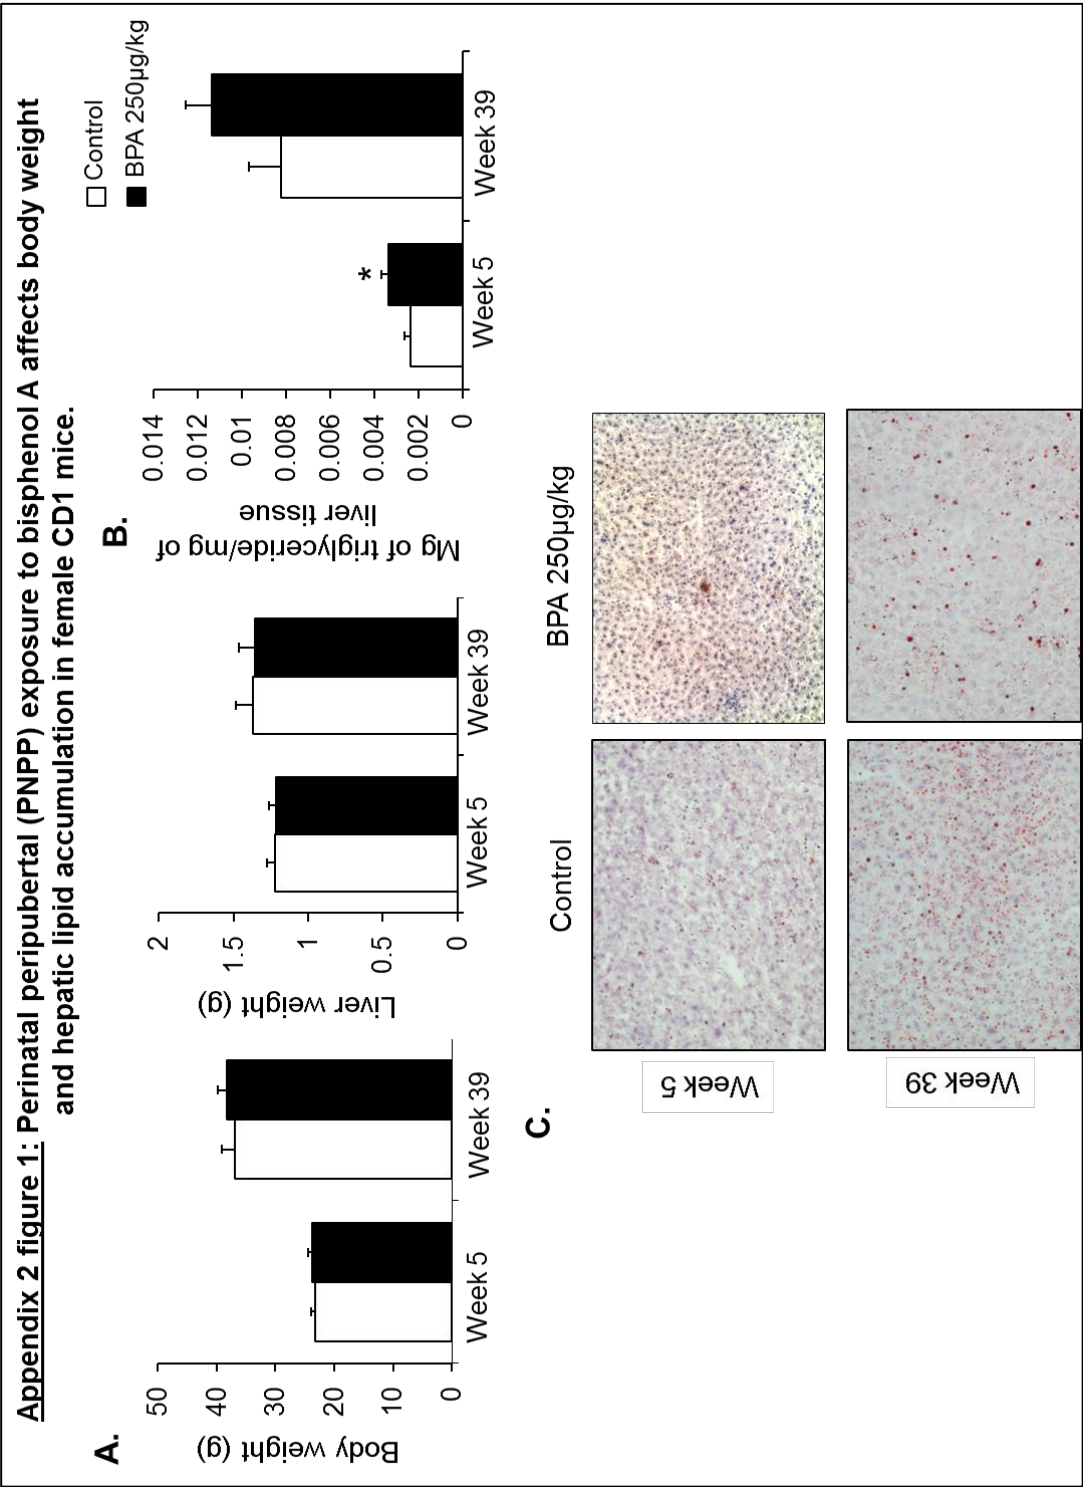 Appendix 2 figure 1: Perinatal peripubertal (PNPP) exposure to bisphenol A affects body weight
and hepatic lipid accumulation in female CD1 mice.
□ Control
■ BPA 250µg/kg
A.
Body weight (g)
50
40
30
20
10
0
Week 5
Week 39
Liver weight (g)
2
1.5
1
0.5
0
Week 5
Week 39
B.
Mg of triglyceride/mg of
liver tissue
0.014
0.012
0.01
0.008
0.006
0.004
0.002
0
*
Week 5
Week 39
C.
Control
BPA 250µg/kg
Week 5
Week 39